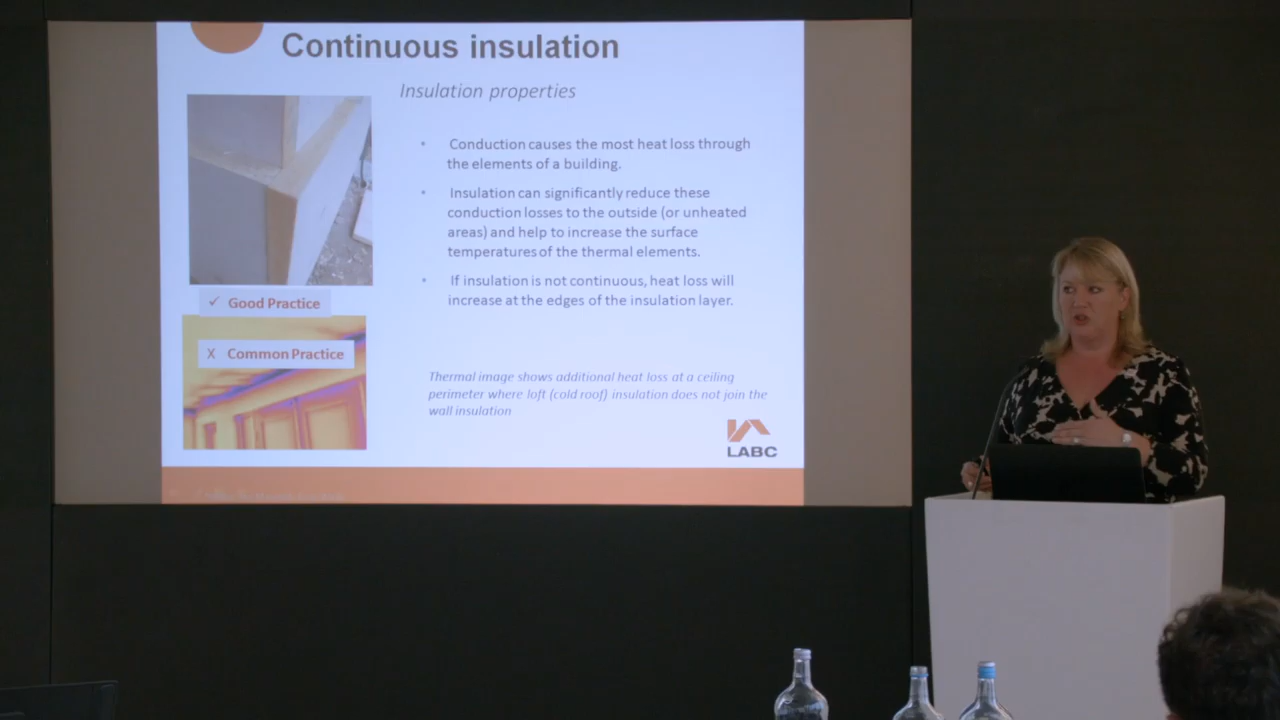 Continuous insulation
Insulation properties
• Conduction causes the most heat loss through
the elements of a building.
• Insulation can significantly reduce these
conduction losses to the outside (or unheated
areas) and help to increase the surface
temperatures of the thermal elements.
• If insulation is not continuous, heat loss will
increase at the edges of the insulation layer.
✓ Good Practice
X Common Practice
Thermal image shows additional heat loss at a ceiling
perimeter where loft (cold roof) insulation does not join the
wall insulation
LABC